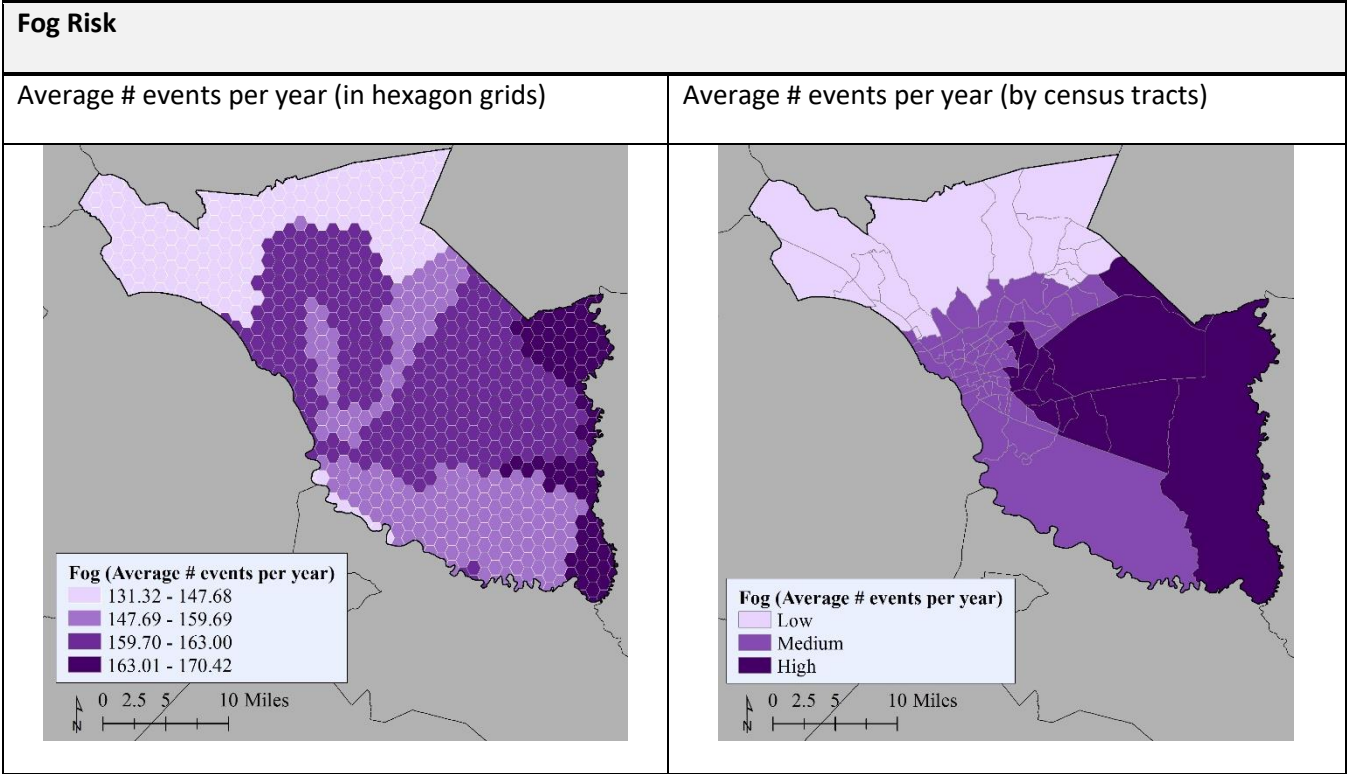 Fog Risk
Average # events per year (in hexagon grids)
Average # events per year (by census tracts)
Fog (Average # events per year)
131.32 - 147.68
147.69 - 159.69
159.70 - 163.00
163.01 - 170.42
N
0 2.5 5 10 Miles
Fog (Average # events per year)
Low
Medium
High
N
0 2.5 5 10 Miles